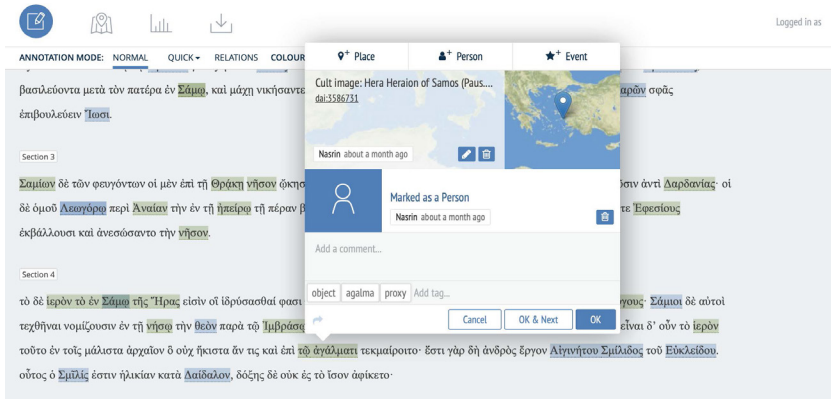 Logged in as
ANNOTATION MODE: NORMAL QUICK RELATIONS COLOUR
+ Place + Person + Event
βασιλεύοντα μετὰ τὸν πατέρα ἐν Σάμῳ, καὶ μάχῃ νικήσαντε
σφᾶς
ἐπιβουλεύειν Ἴωσι.
Cult image: Hera Heraion of Samos (Paus....
dai:3586731
Nasrin about a month ago
Section 3
Σαμίων δὲ τῶν φευγόντων οἱ μὲν ἐπὶ τῇ Θρᾴκῃ νῆσον ᾤκησ
σιν ἀντὶ Δαρδανίας· οἱ
δὲ ὁμοῦ Λεωγόρῳ περὶ Ἀναίαν τὴν ἐν τῇ ἠπείρῳ τῇ πέραν β
τε Ἐφεσίους
ἐκβάλλουσι καὶ ἀνεσώσαντο τὴν νῆσον.
Marked as a Person
Nasrin about a month ago
Add a comment...
object agalma proxy Add tag...
Cancel OK & Next OK
Section 4
τὸ δὲ ἱερὸν τὸ ἐν Σάμῳ τῆς Ἥρας εἰσὶν οἳ ἱδρύσασθαί φασι
γους· Σάμιοι δὲ αὐτοὶ
τεχθῆναι νομίζουσιν ἐν τῇ νήσῳ τὴν θεὸν παρὰ τῷ Ἰμβράσῳ
εἶναι δ’ οὖν τὸ ἱερὸν
τοῦτο ἐν τοῖς μάλιστα ἀρχαῖον ὃ οὐχ ἥκιστα ἄν τις καὶ ἐπὶ τῷ ἀγάλματι τεκμαίροιτο· ἔστι γὰρ δὴ ἀνδρὸς ἔργον Αἰγινήτου Σμίλιδος τοῦ Εὐκλείδου.
οὗτος ὁ Σμῖλίς ἐστιν ἡλικίαν κατὰ Δαίδαλον, δόξης δὲ οὐκ ἐς τὸ ἴσον ἀφίκετο·